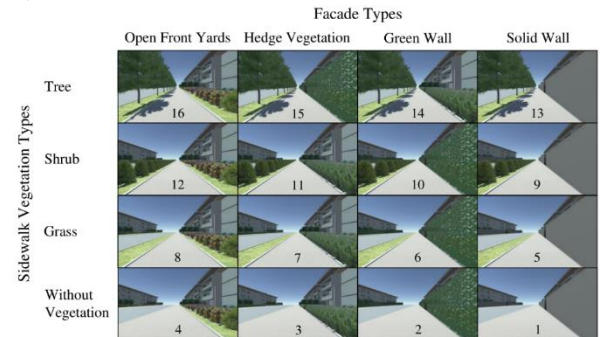 Facade Types
Open Front Yards Hedge Vegetation Green Wall Solid Wall
Sidewalk Vegetation Types
Tree
16 15 14 13
Shrub
12 11 10 9
Grass
8 7 6 5
Without
Vegetation
4 3 2 1